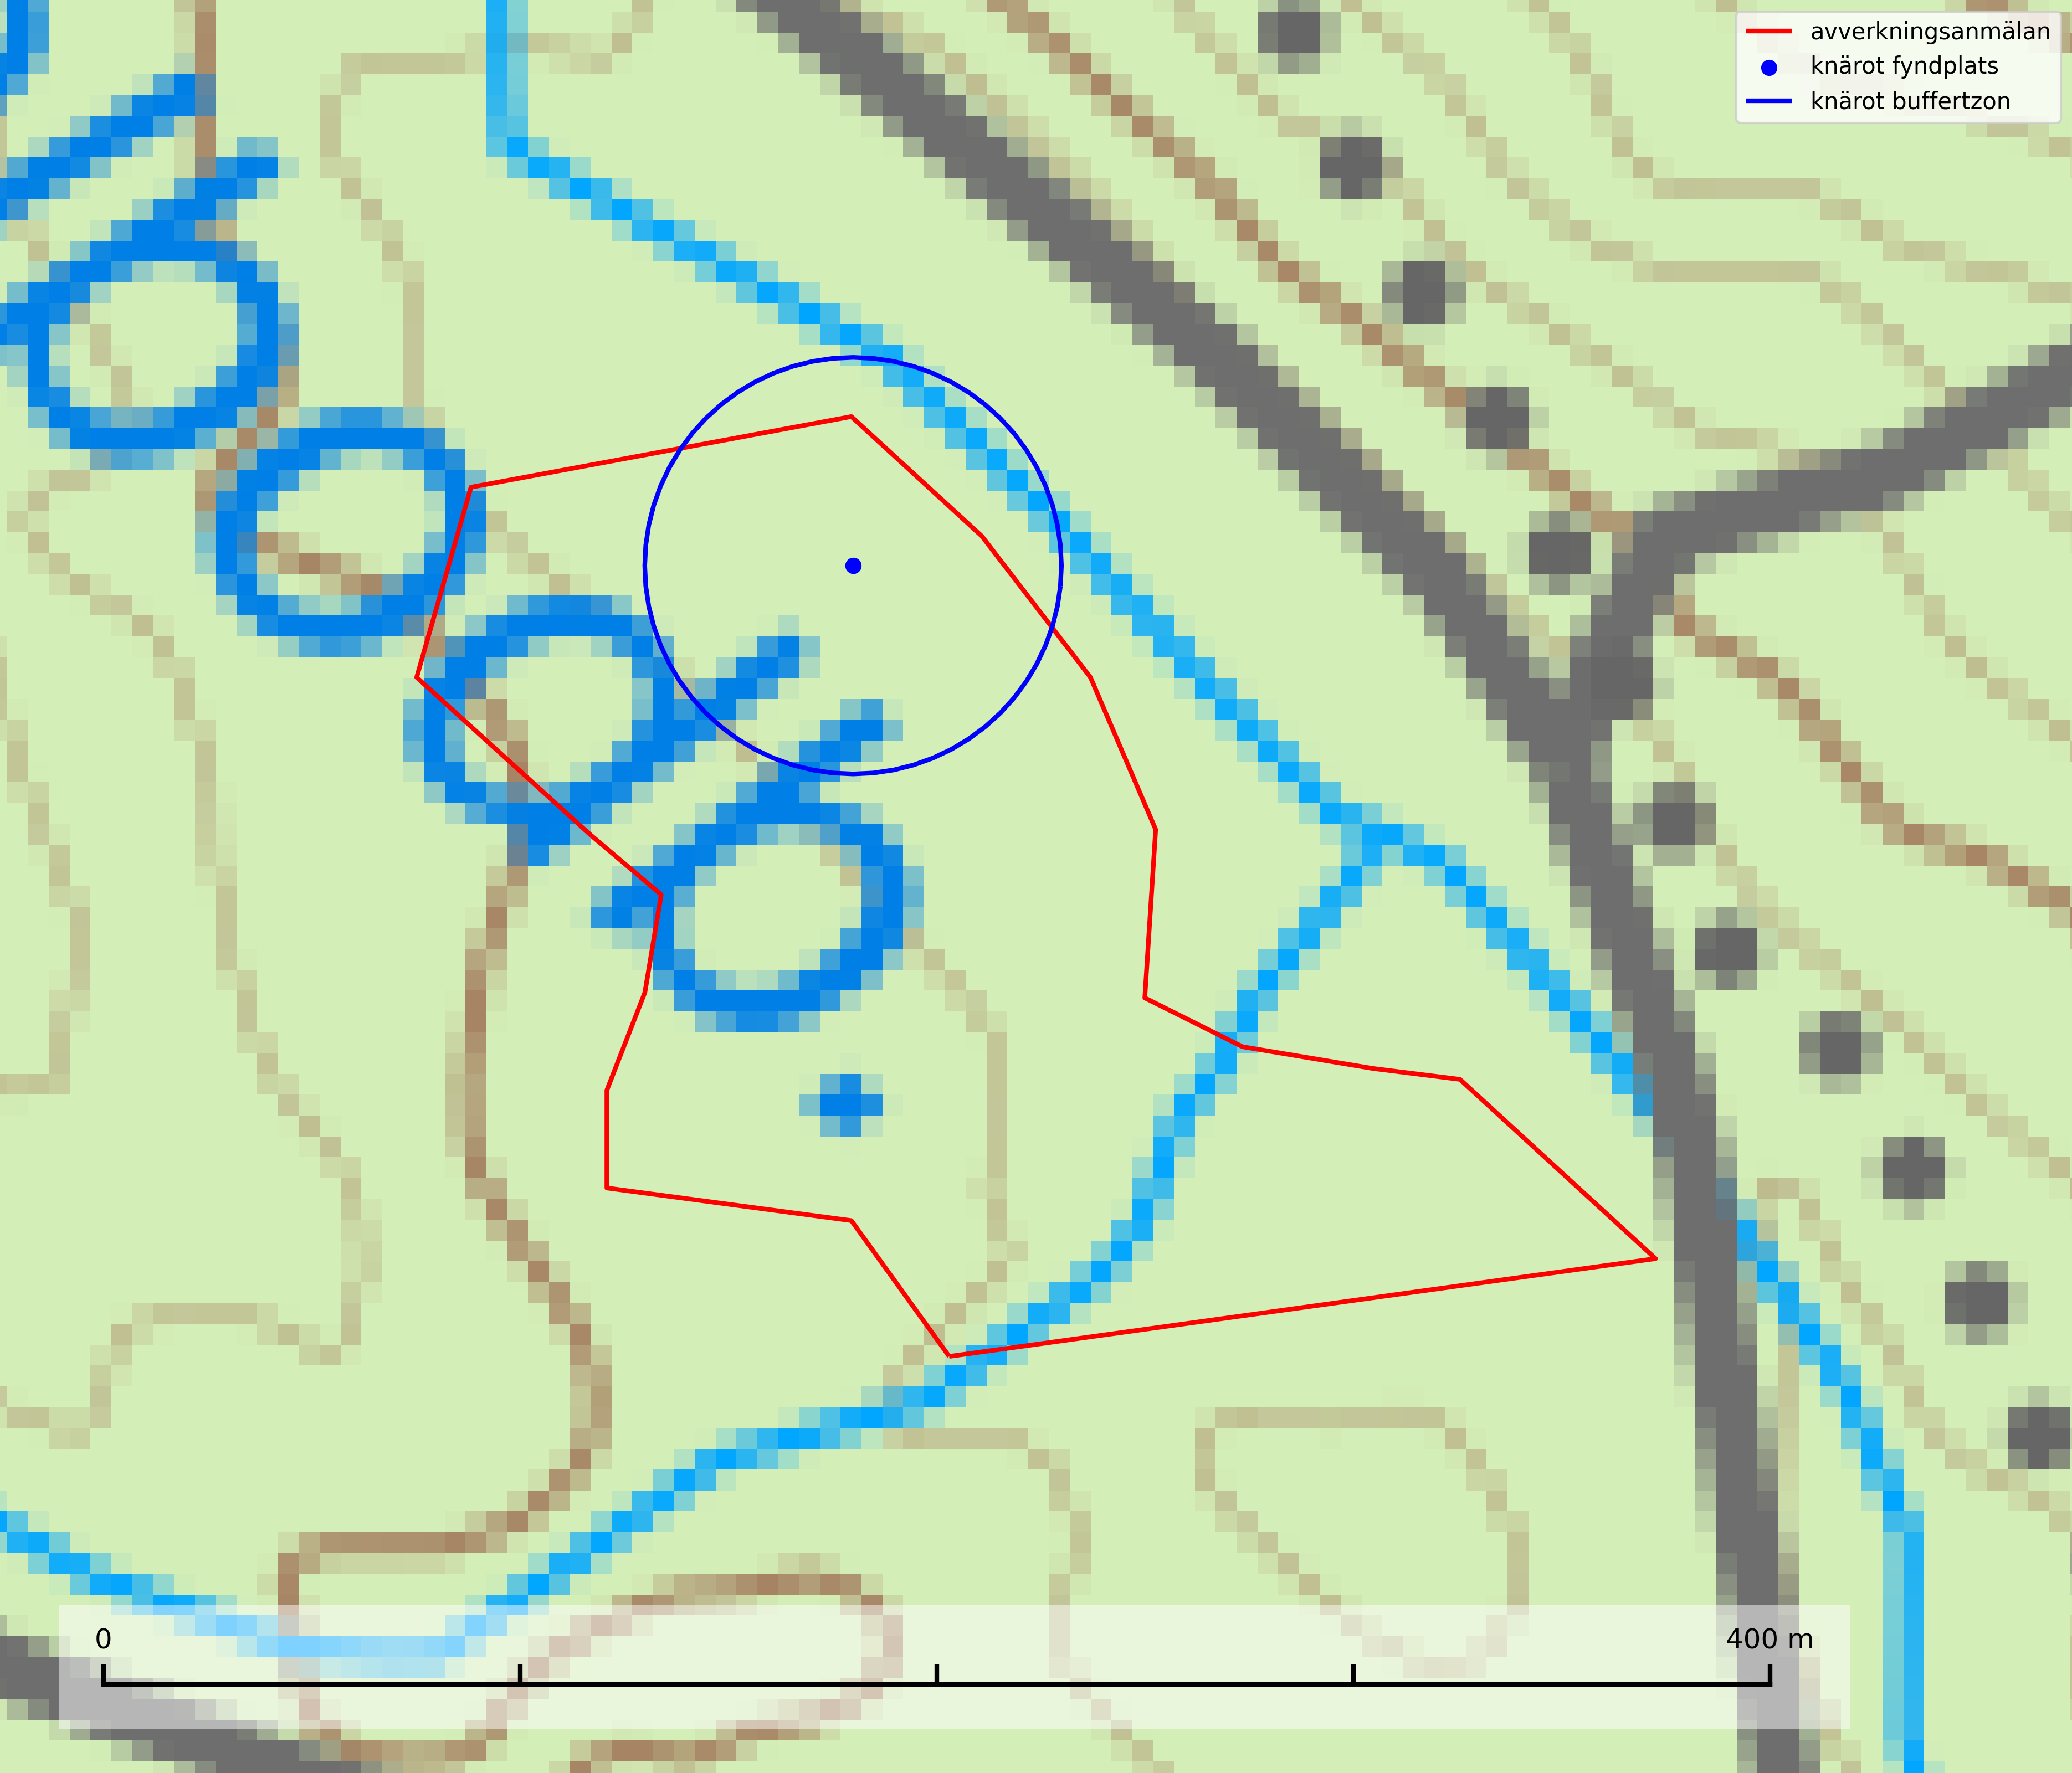 avverkningsanmälan
knärot fyndplats
knärot buffertzon
0 400 m